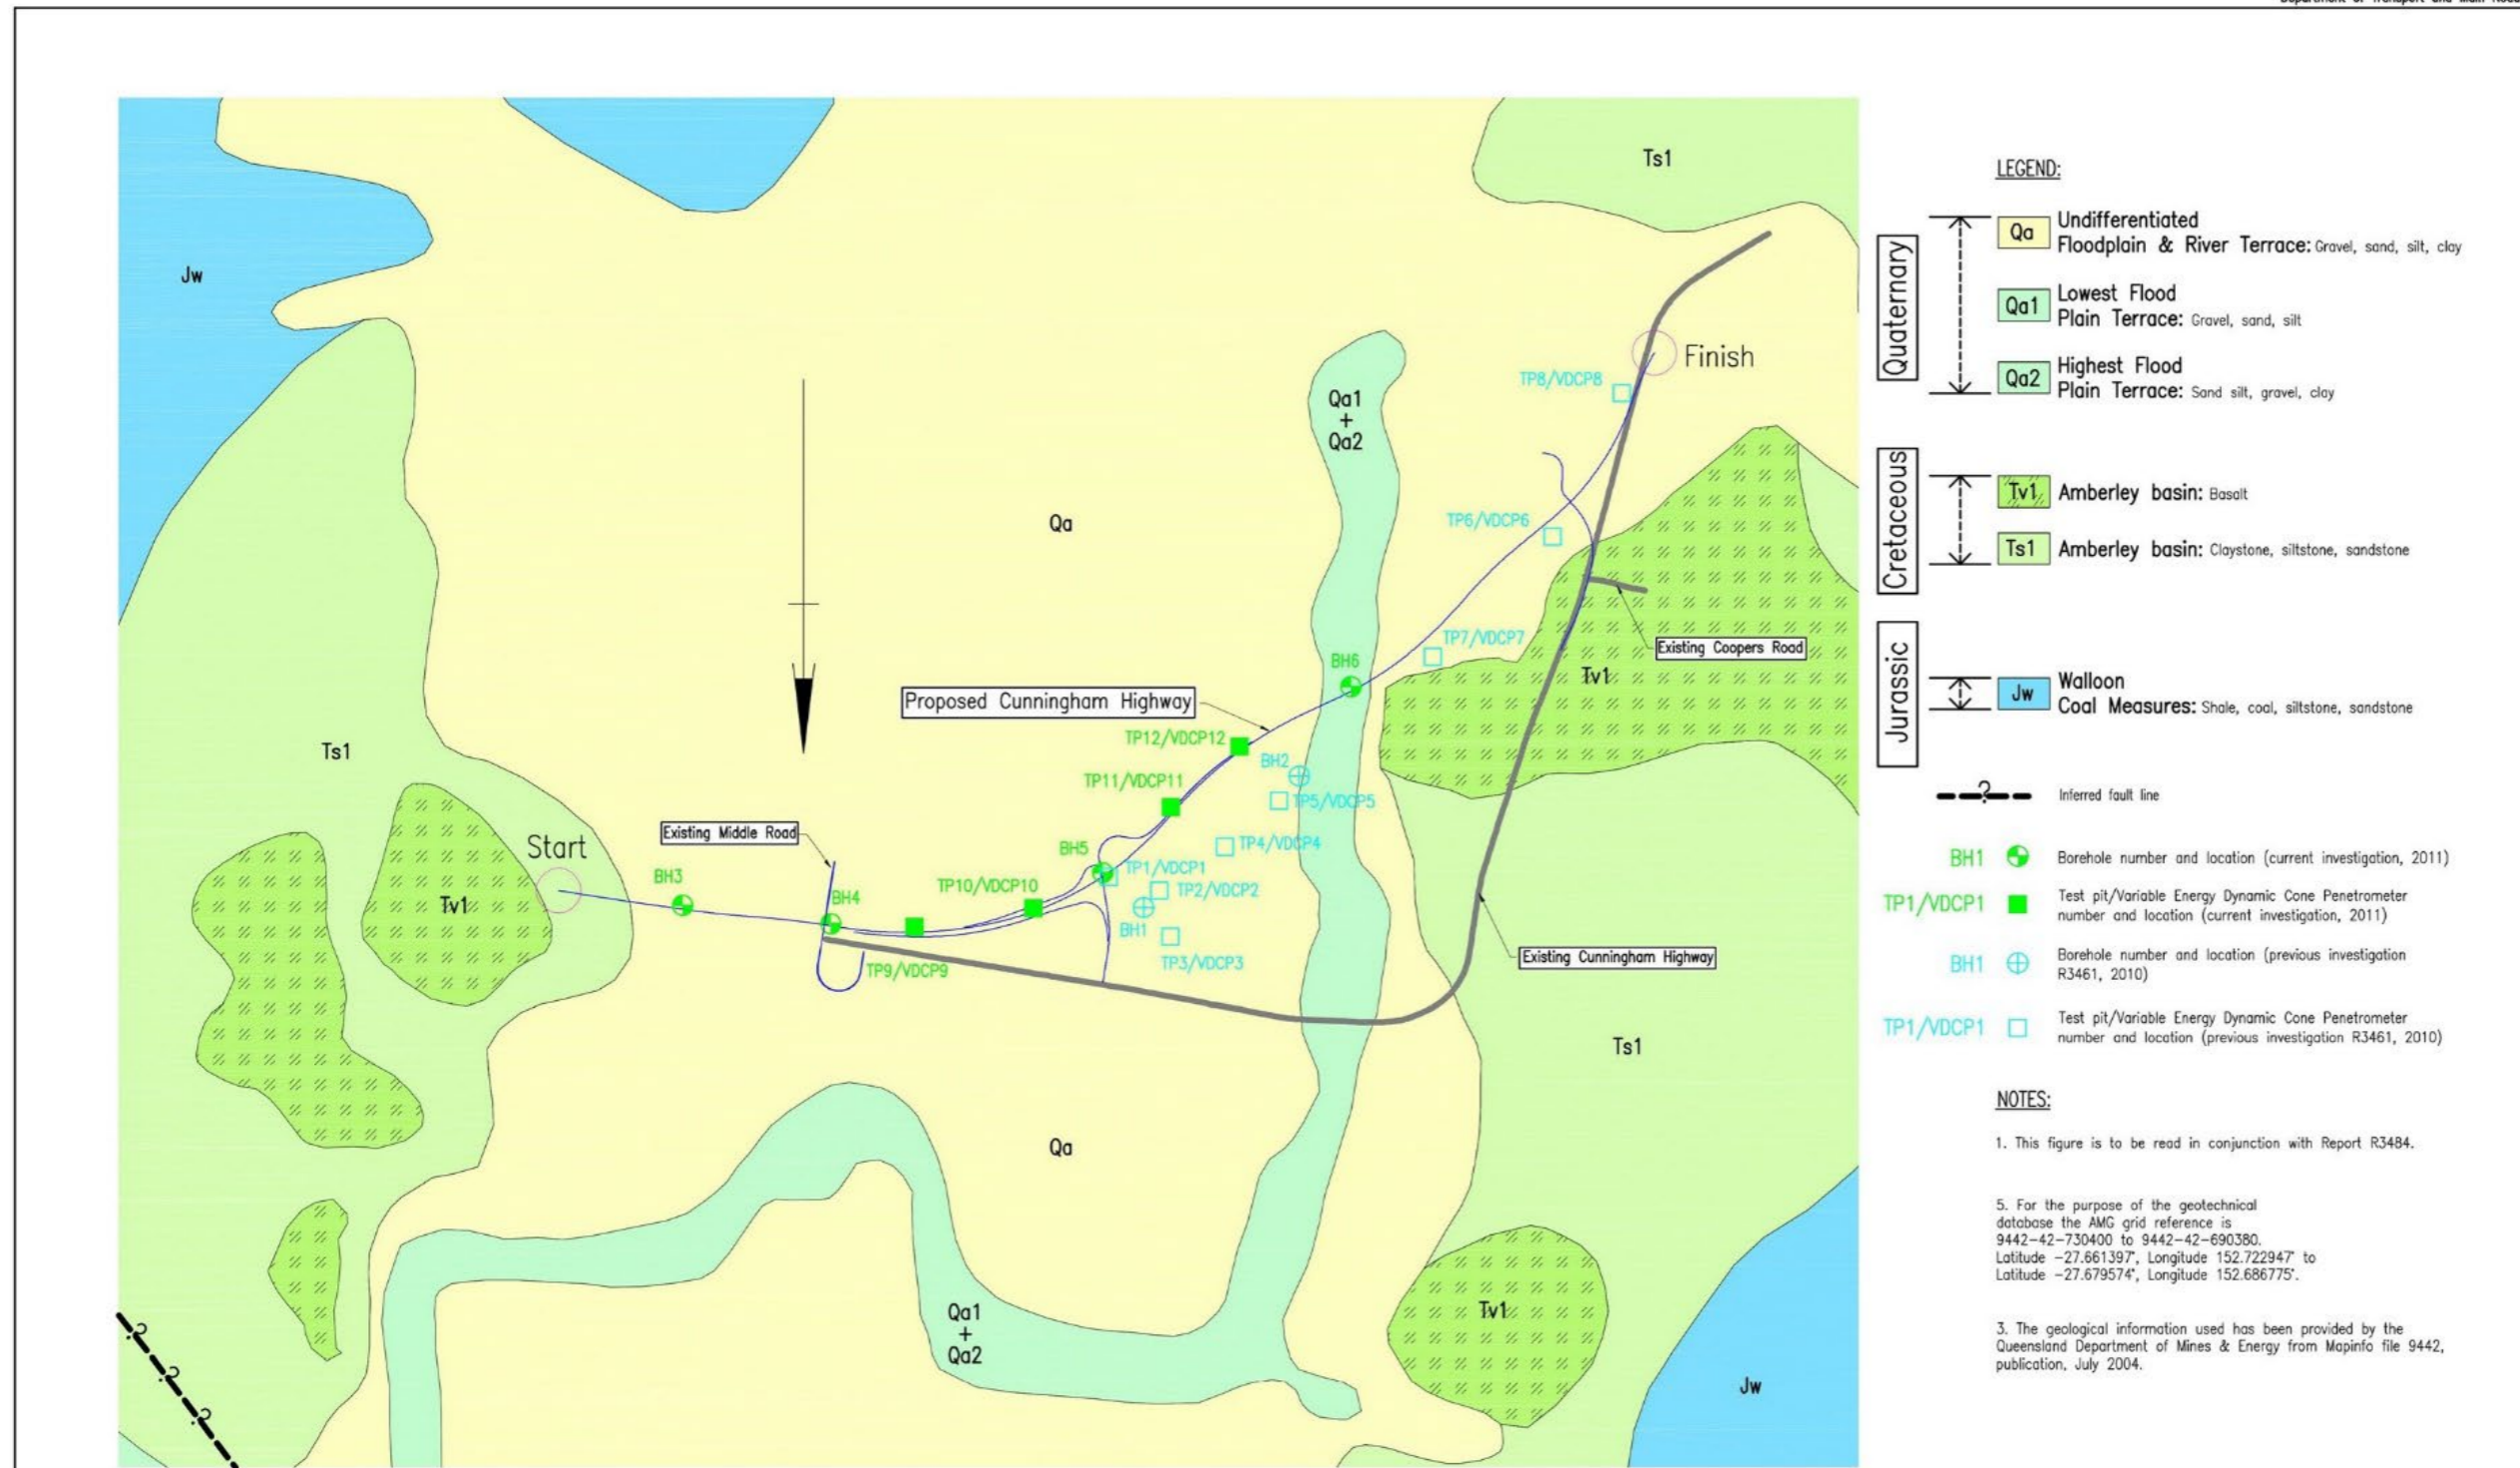 Ts1
Jw
Qa1
+
Qa2
Finish
TP8/VDCP8
Qa
TP6/VDCP6
TP7/VDCP7
Existing Coopers Road
Tv1
BH6
Proposed Cunningham Highway
TP12/VDCP12
BH2
TP11/VDCP11
TP5/VDCP5
Ts1
Existing Middle Road
Start
BH5
TP4/VDCP4
TP1/VDCP1
BH3
TP10/VDCP10
TP2/VDCP2
BH4
Tv1
BH1
TP3/VDCP3
TP9/VDCP9
Existing Cunningham Highway
Ts1
Qa
Qa1
+
Qa2
Tv1
Jw
?
?
?
LEGEND:
Quaternary
Qa
Undifferentiated
Floodplain & River Terrace: Gravel, sand, silt, clay
Qa1
Lowest Flood
Plain Terrace: Gravel, sand, silt
Qa2
Highest Flood
Plain Terrace: Sand silt, gravel, clay
Cretaceous
Tv1 Amberley basin: Basalt
Ts1 Amberley basin: Claystone, siltstone, sandstone
Jurassic
Jw
Walloon
Coal Measures: Shale, coal, siltstone, sandstone
? Inferred fault line
BH1 Borehole number and location (current investigation, 2011)
TP1/VDCP1 Test pit/Variable Energy Dynamic Cone Penetrometer
number and location (current investigation, 2011)
BH1 Borehole number and location (previous investigation
R3461, 2010)
TP1/VDCP1 Test pit/Variable Energy Dynamic Cone Penetrometer
number and location (previous investigation R3461, 2010)
NOTES:
1. This figure is to be read in conjunction with Report R3484.
5. For the purpose of the geotechnical
database the AMG grid reference is
9442-42-730400 to 9442-42-690380.
Latitude -27.661397°, Longitude 152.722947° to
Latitude -27.679574°, Longitude 152.686775°.
3. The geological information used has been provided by the
Queensland Department of Mines & Energy from Mapinfo file 9442,
publication, July 2004.